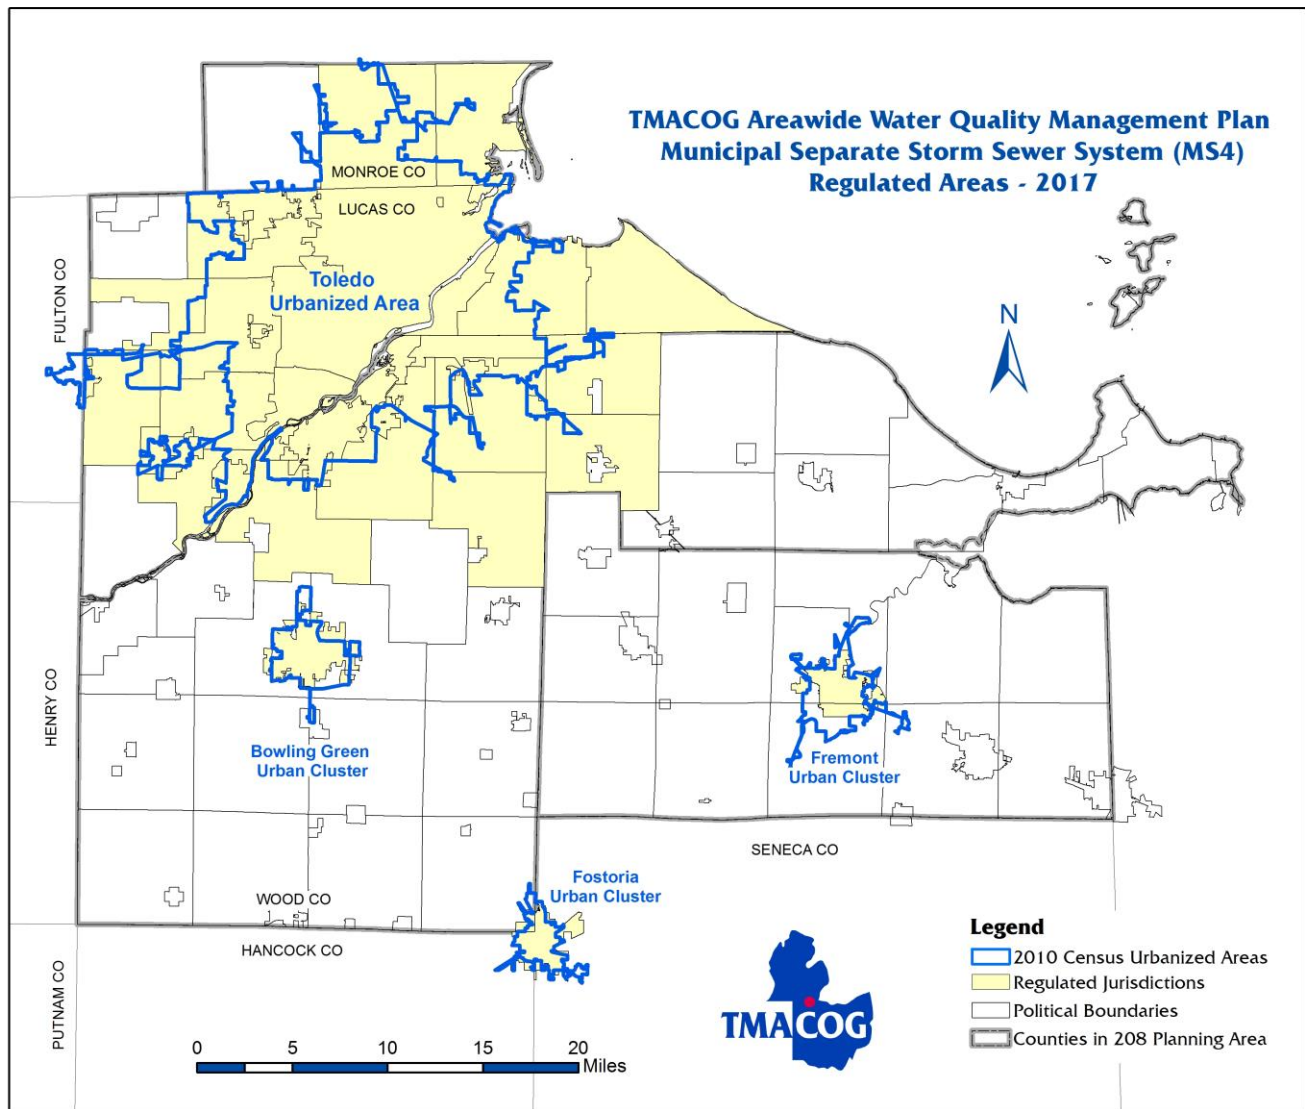 TMACOG Areawide Water Quality Management Plan
Municipal Separate Storm Sewer System (MS4)
Regulated Areas - 2017
MONROE CO
LUCAS CO
FULTON CO
Toledo
Urbanized Area
N
HENRY CO
Bowling Green
Urban Cluster
Fremont
Urban Cluster
SENECA CO
Fostoria
Urban Cluster
WOOD CO
HANCOCK CO
PUTNAM CO
Legend
2010 Census Urbanized Areas
Regulated Jurisdictions
Political Boundaries
Counties in 208 Planning Area
TMACOG
0 5 10 15 20
Miles